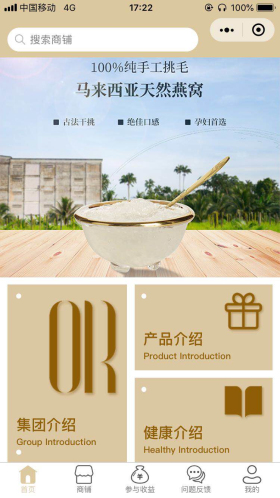 中国移动 4G 17:22 100%
搜索商铺
100%纯手工挑毛
马来西亚天然燕窝
古法干挑 绝佳口感 孕妇首选
OR
集团介绍
Group Introduction
产品介绍
Product Introduction
健康介绍
Healthy Introduction
首页 商铺 参与收益 问题反馈 我的